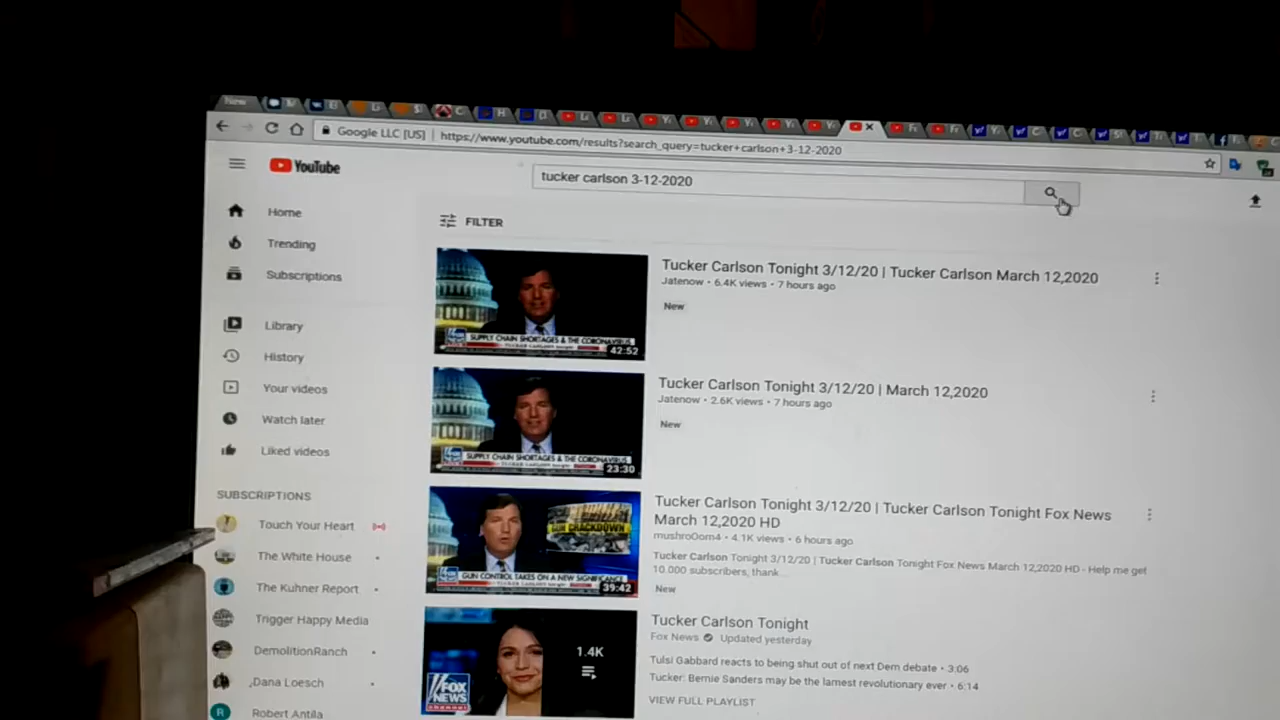 New
Google LLC [US] | https://www.youtube.com/results?search_query=tucker+carlson+3-12-2020
YouTube
tucker carlson 3-12-2020
FILTER
Home
Trending
Subscriptions
Library
History
Your videos
Watch later
Liked videos
SUBSCRIPTIONS
Touch Your Heart
The White House
The Kuhner Report
Trigger Happy Media
DemolitionRanch
Dana Loesch
Robert Antila
SUPPLY CHAIN SHORTAGES & THE CORONAVIRUS
42:52
Tucker Carlson Tonight 3/12/20 | Tucker Carlson March 12,2020
Jatenow • 6.4K views • 7 hours ago
New
SUPPLY CHAIN SHORTAGES & THE CORONAVIRUS
23:30
Tucker Carlson Tonight 3/12/20 | March 12,2020
Jatenow • 2.6K views • 7 hours ago
New
GUN CRACKDOWN
GUN CONTROL TAKES ON A NEW SIGNIFICANCE
39:42
Tucker Carlson Tonight 3/12/20 | Tucker Carlson Tonight Fox News
March 12,2020 HD
mushroOom4 • 4.1K views • 6 hours ago
Tucker Carlson Tonight 3/12/20 | Tucker Carlson Tonight Fox News March 12,2020 HD - Help me get
10.000 subscribers, thank...
New
FOX
NEWS
channel
1.4K
Tucker Carlson Tonight
Fox News Updated yesterday
Tulsi Gabbard reacts to being shut out of next Dem debate • 3:06
Tucker: Bernie Sanders may be the lamest revolutionary ever • 6:14
VIEW FULL PLAYLIST